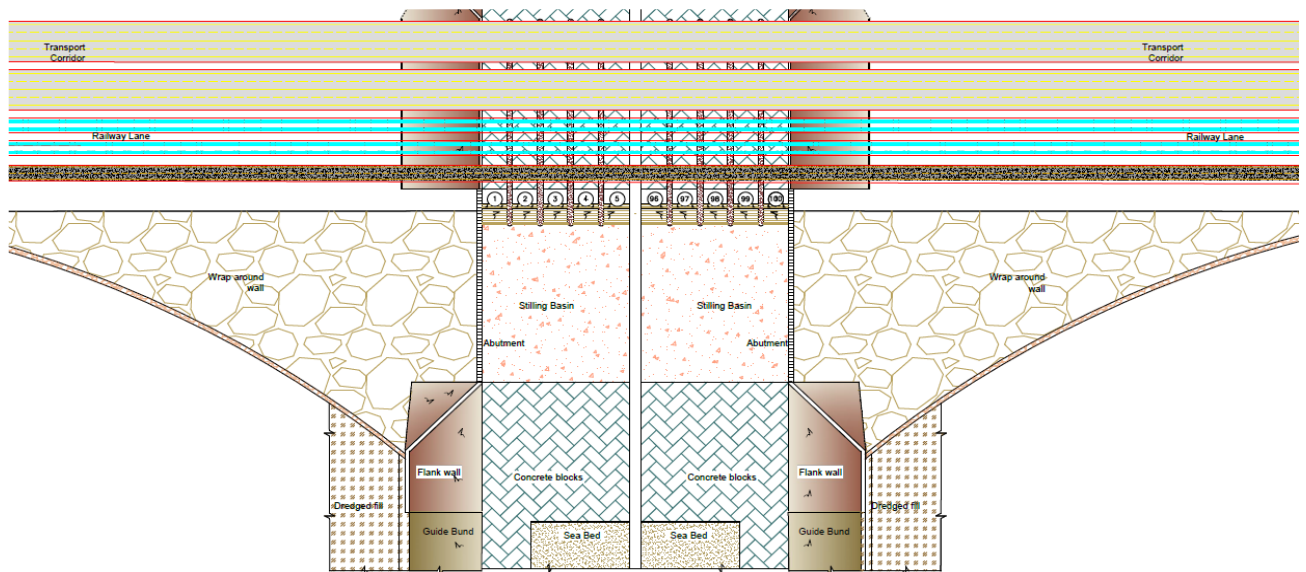 Transport
Corridor
Transport
Corridor
Railway Lane
Railway Lane
1 2 3 4 5 96 97 98 99 100
Wrap around
wall
Wrap around
wall
Stilling Basin
Stilling Basin
Abutment
Abutment
Flank wall
Concrete blocks
Concrete blocks
Flank wall
Dredged fill
Dredged fill
Guide Bund
Sea Bed
Sea Bed
Guide Bund